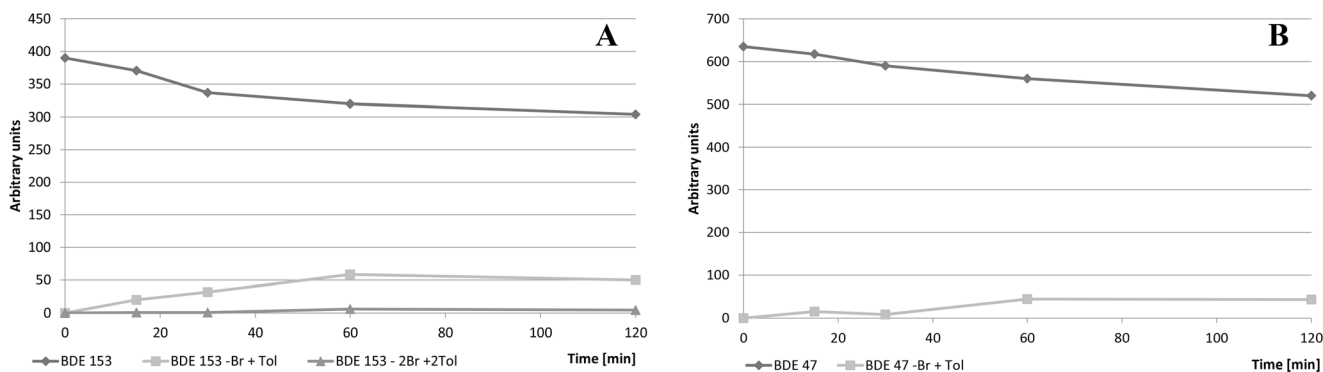 A
450
400
350
300
250
200
150
100
50
0
Arbitrary units
0 20 40 60 80 100 120
BDE 153 BDE 153 -Br + Tol BDE 153 - 2Br +2Tol
Time [min]
B
700
600
500
400
300
200
100
0
Arbitrary units
0 20 40 60 80 100 120
BDE 47 BDE 47 -Br + Tol
Time [min]